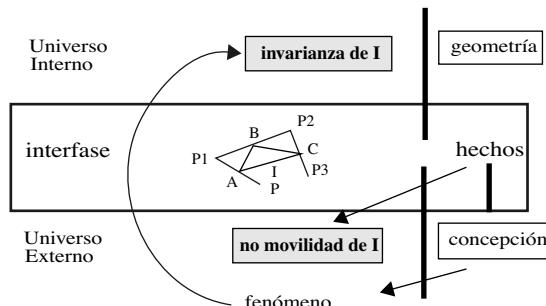 Universo
Interno
invarianza de I
geometría
interfase
P1
B
P2
C
A
I
P
P3
hechos
Universo
Externo
no movilidad de I
concepción
fenómeno